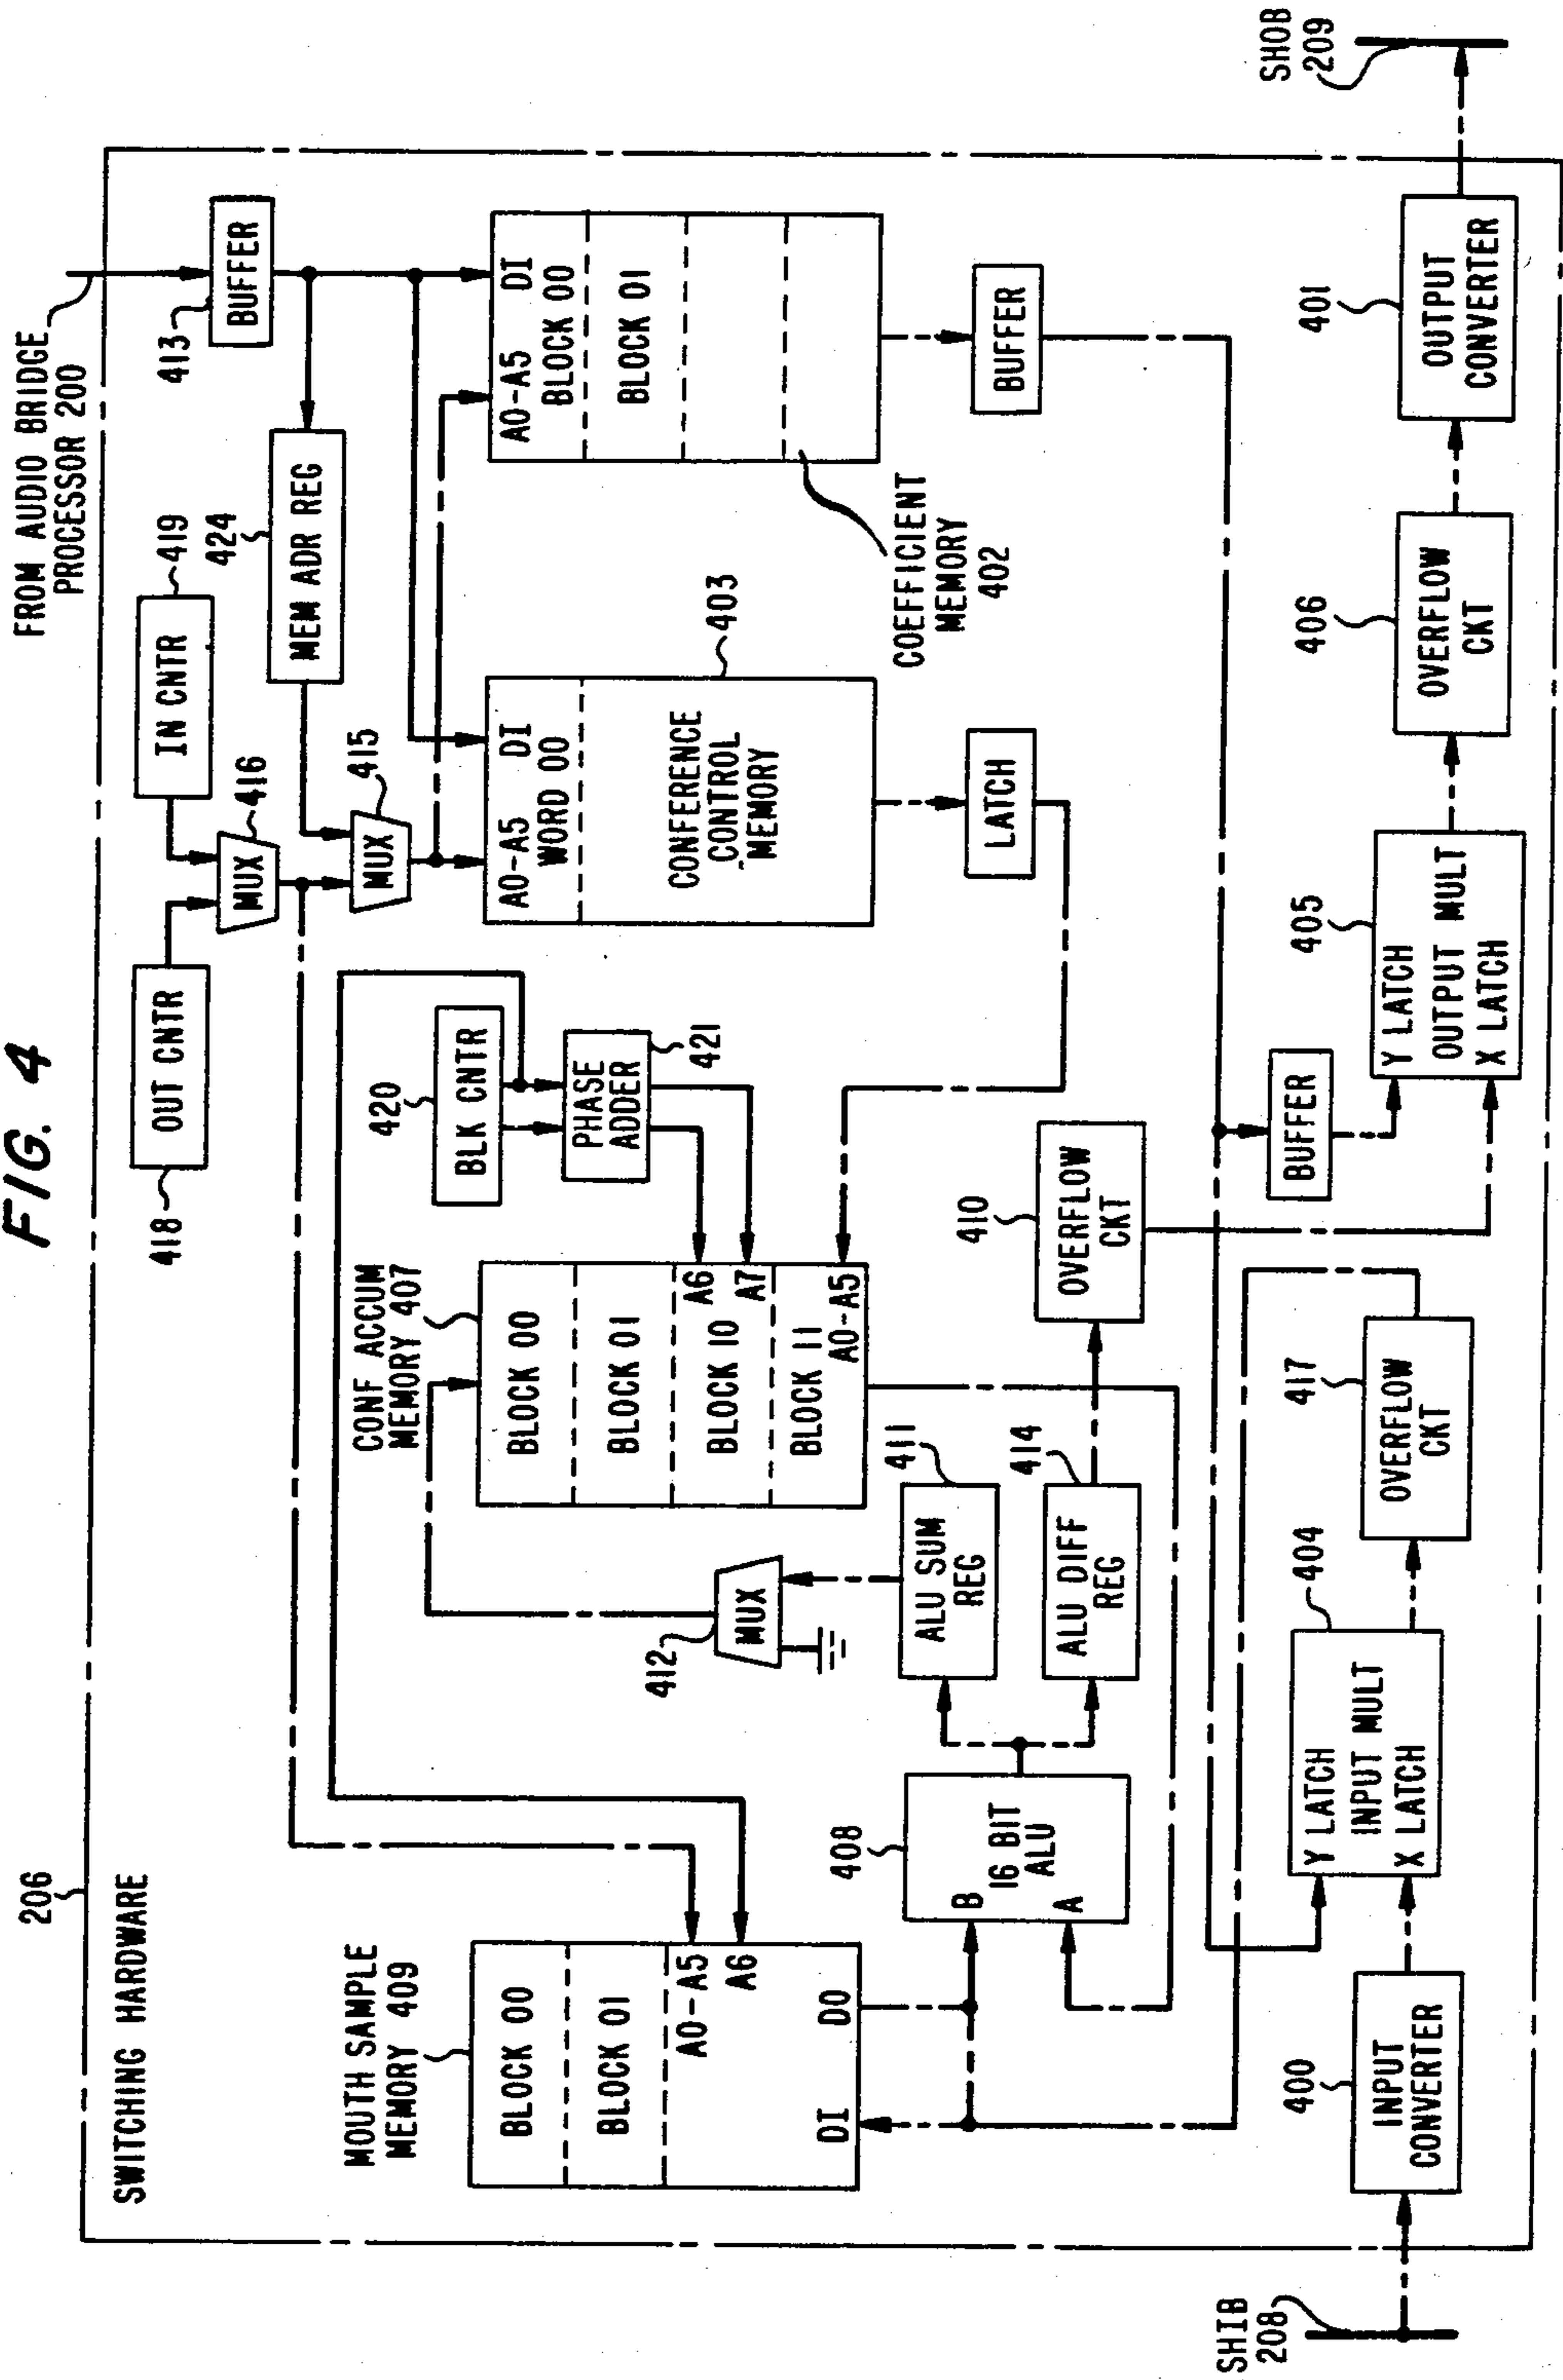 FIG. 4
206
SWITCHING HARDWARE
FROM AUDIO BRIDGE
PROCESSOR 200
418
OUT CNTR
IN CNTR
419
MUX
416
424
MEM ADR REG
413
BUFFER
MUX
415
420
BLK CNTR
PHASE
ADDER
421
MOUTH SAMPLE
MEMORY 409
BLOCK 00
BLOCK 01
A0-A5
A6
DI
DO
CONF ACCUM
MEMORY 407
BLOCK 00
BLOCK 01
BLOCK 10
A6
A7
BLOCK 11
A0-A5
A0-A5
DI
WORD 00
CONFERENCE
CONTROL
MEMORY
403
A0-A5
DI
BLOCK 00
BLOCK 01
COEFFICIENT
MEMORY
402
412
MUX
408
B
16 BIT
ALU
A
ALU SUM
REG
411
ALU DIFF
REG
414
410
OVERFLOW
CKT
LATCH
BUFFER
SHIB
208
400
INPUT
CONVERTER
Y LATCH
INPUT MULT
X LATCH
404
OVERFLOW
CKT
417
BUFFER
405
Y LATCH
OUTPUT MULT
X LATCH
406
OVERFLOW
CKT
401
OUTPUT
CONVERTER
SHOB
209